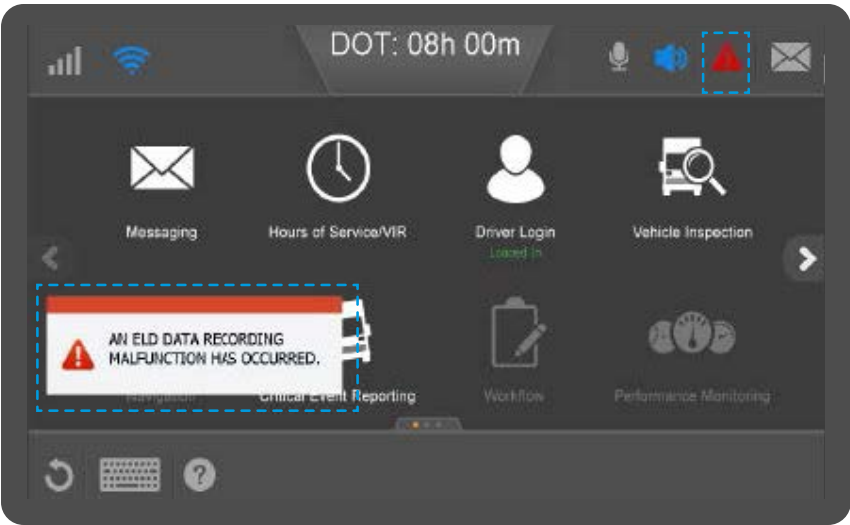 DOT: 08h 00m
Messaging
Hours of Service/VIR
Driver Login
Vehicle Inspection
Logged In
AN ELD DATA RECORDING
MALFUNCTION HAS OCCURRED.
Navigation
Critical Event Reporting
Workflow
Performance Monitoring
?